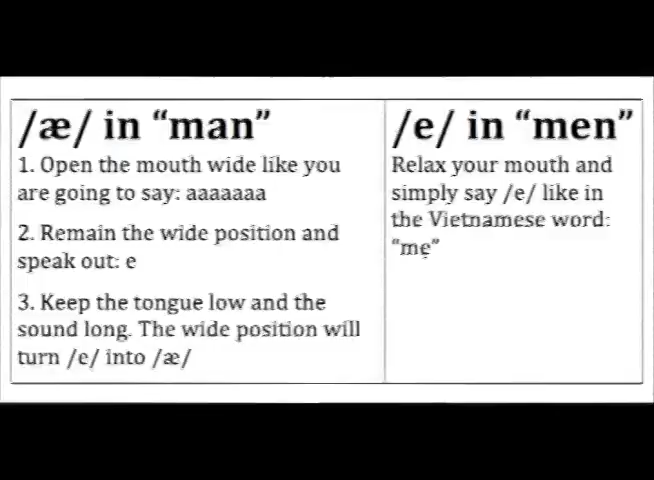 /æ/ in “man”
1. Open the mouth wide like you
are going to say: aaaaaaa
2. Remain the wide position and
speak out: e
3. Keep the tongue low and the
sound long. The wide position will
turn /e/ into /æ/
/e/ in “men”
Relax your mouth and
simply say /e/ like in
the Vietnamese word:
“mẹ”